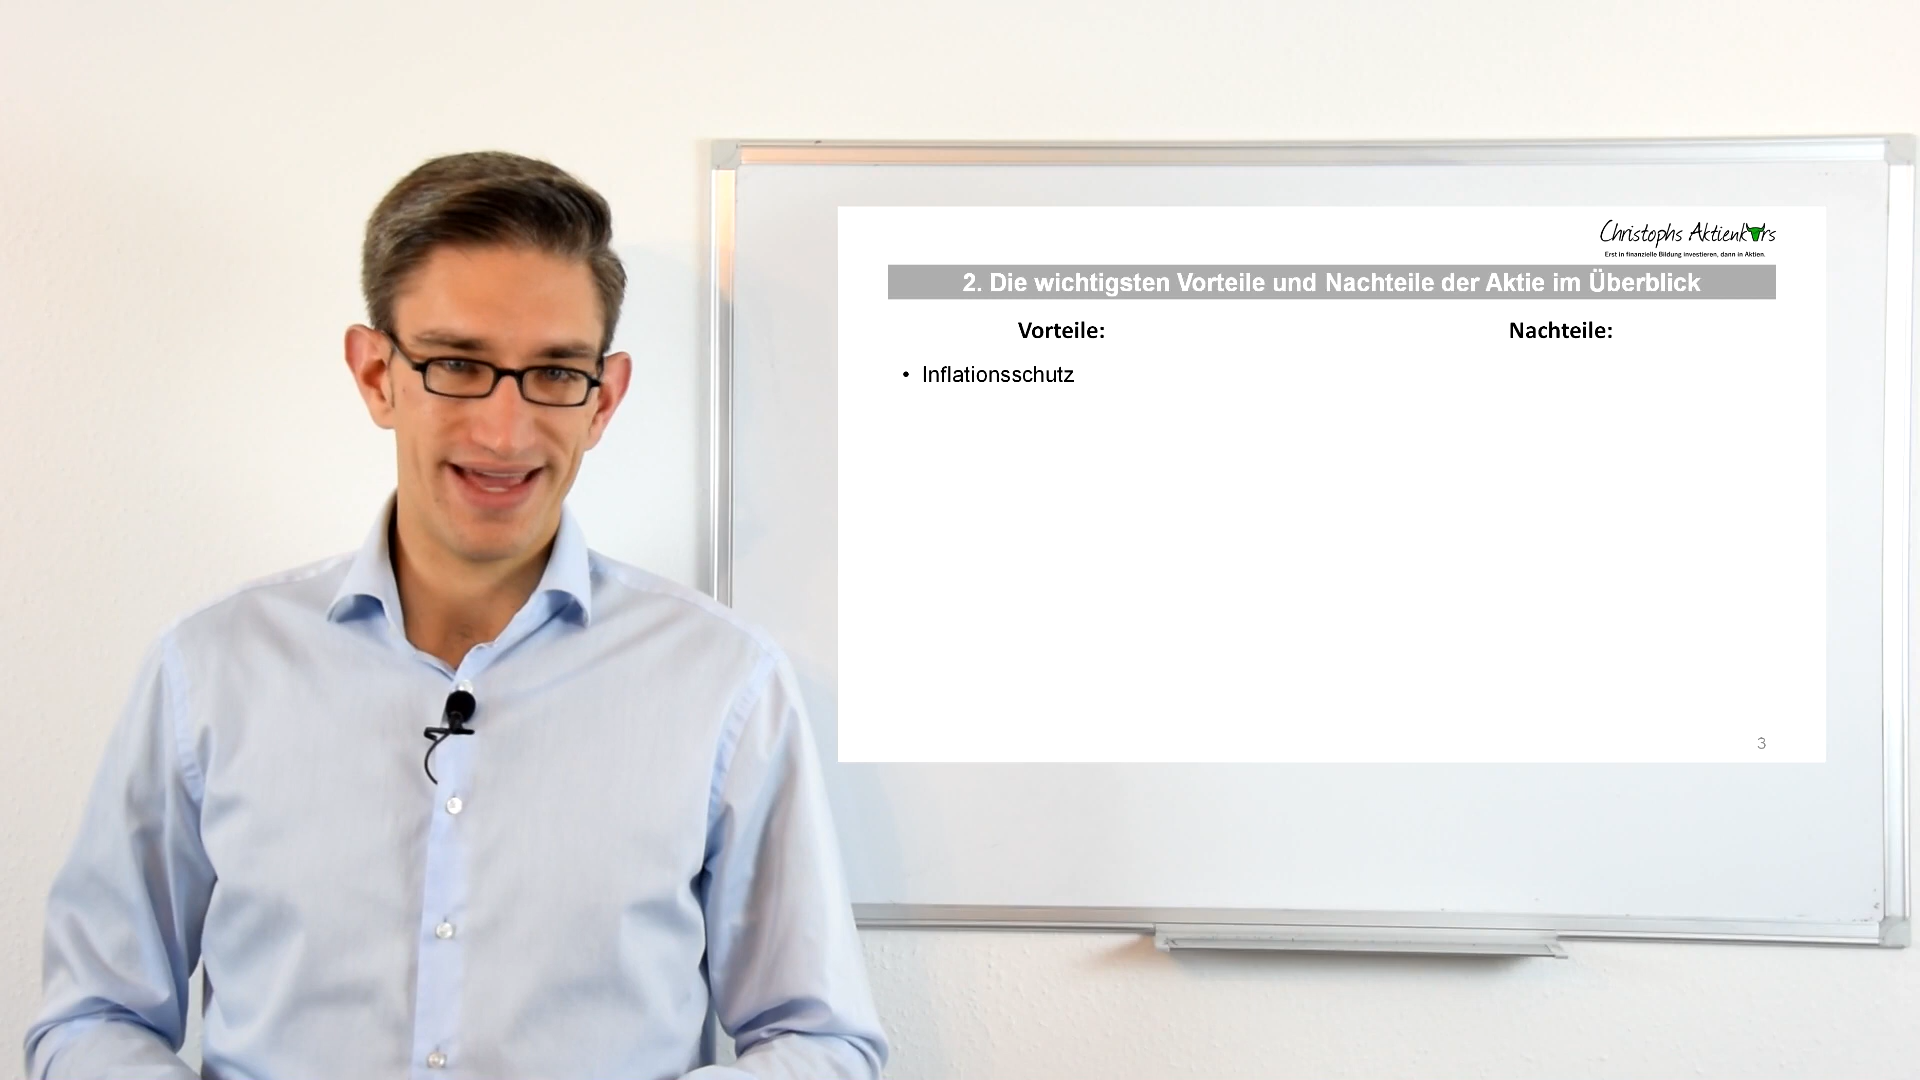 Christophs Aktienkurs
Erst in finanzielle Bildung investieren, dann in Aktien.
2. Die wichtigsten Vorteile und Nachteile der Aktie im Überblick
Vorteile:
Nachteile:
• Inflationsschutz
3